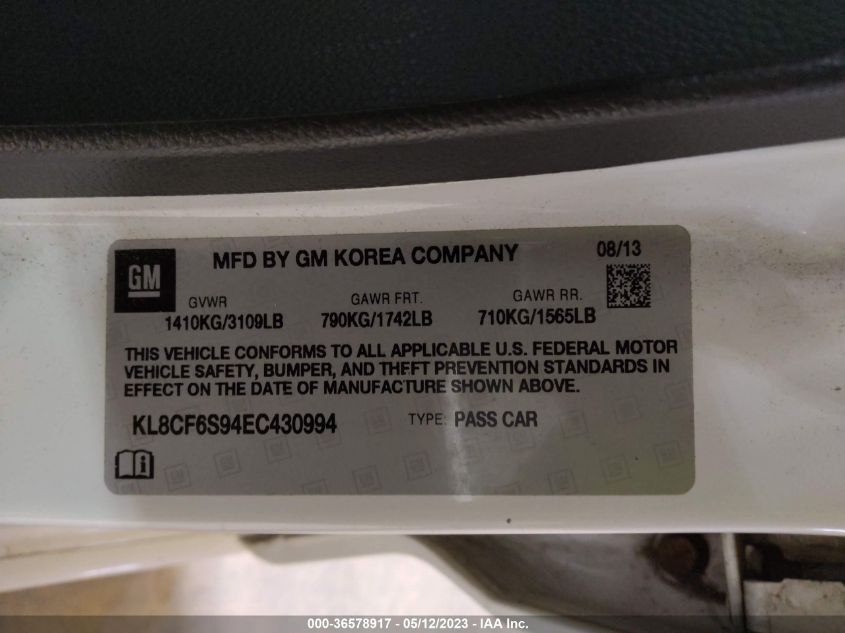 GM
MFD BY GM KOREA COMPANY
08/13
GVWR
1410KG/3109LB
GAWR FRT.
790KG/1742LB
GAWR RR.
710KG/1565LB
THIS VEHICLE CONFORMS TO ALL APPLICABLE U.S. FEDERAL MOTOR
VEHICLE SAFETY, BUMPER, AND THEFT PREVENTION STANDARDS IN
EFFECT ON THE DATE OF MANUFACTURE SHOWN ABOVE.
KL8CF6S94EC430994
TYPE: PASS CAR
000-36578917 - 05/12/2023 - IAA Inc.